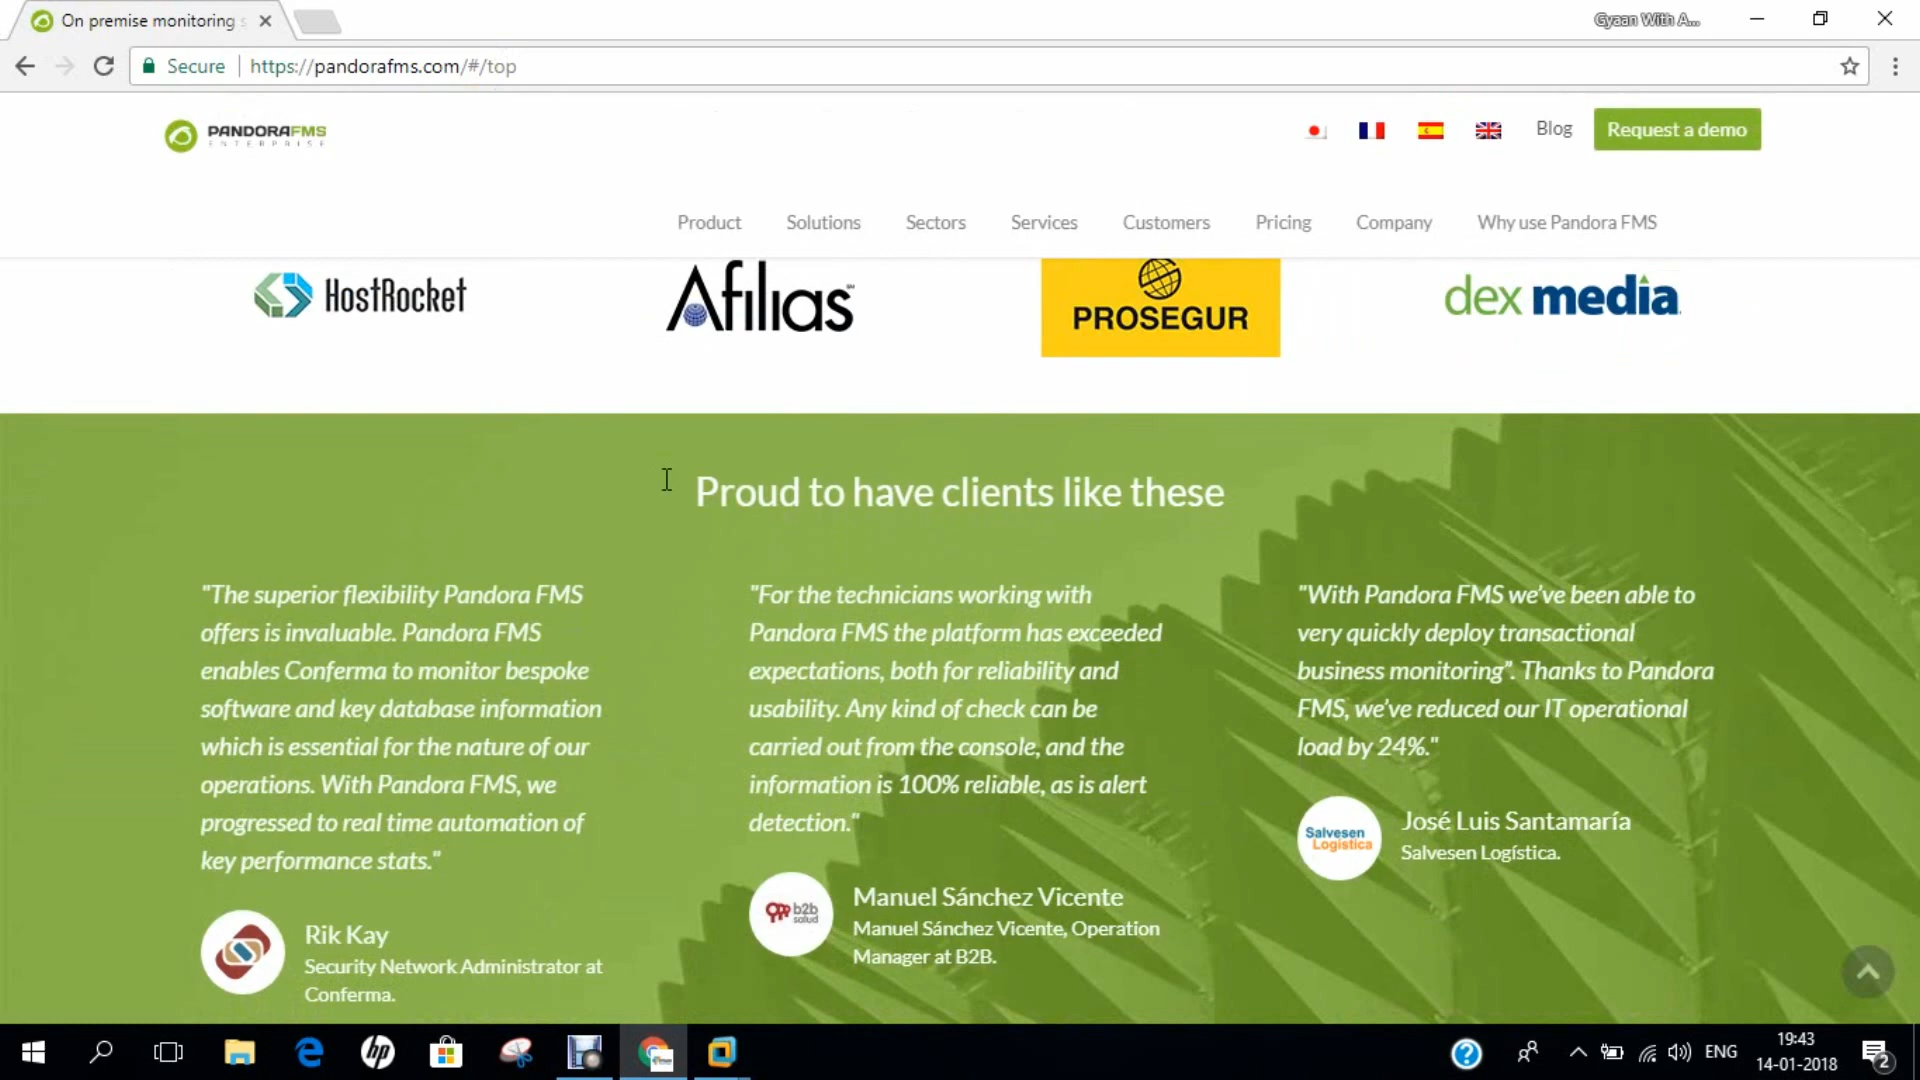 On premise monitoring s
Gyaan With A...
Secure
https://pandorafms.com/#/top
PANDORAFMS
ENTERPRISE
Blog
Request a demo
Product
Solutions
Sectors
Services
Customers
Pricing
Company
Why use Pandora FMS
HostRocket
Afilias
PROSEGUR
dex media
Proud to have clients like these
"The superior flexibility Pandora FMS
offers is invaluable. Pandora FMS
enables Conferma to monitor bespoke
software and key database information
which is essential for the nature of our
operations. With Pandora FMS, we
progressed to real time automation of
key performance stats."
Rik Kay
Security Network Administrator at
Conferma.
"For the technicians working with
Pandora FMS the platform has exceeded
expectations, both for reliability and
usability. Any kind of check can be
carried out from the console, and the
information is 100% reliable, as is alert
detection."
b2b
salud
Manuel Sánchez Vicente
Manuel Sánchez Vicente, Operation
Manager at B2B.
"With Pandora FMS we've been able to
very quickly deploy transactional
business monitoring". Thanks to Pandora
FMS, we've reduced our IT operational
load by 24%."
Salvesen
Logistica
José Luis Santamaría
Salvesen Logística.
hp
ENG
19:43
14-01-2018
2